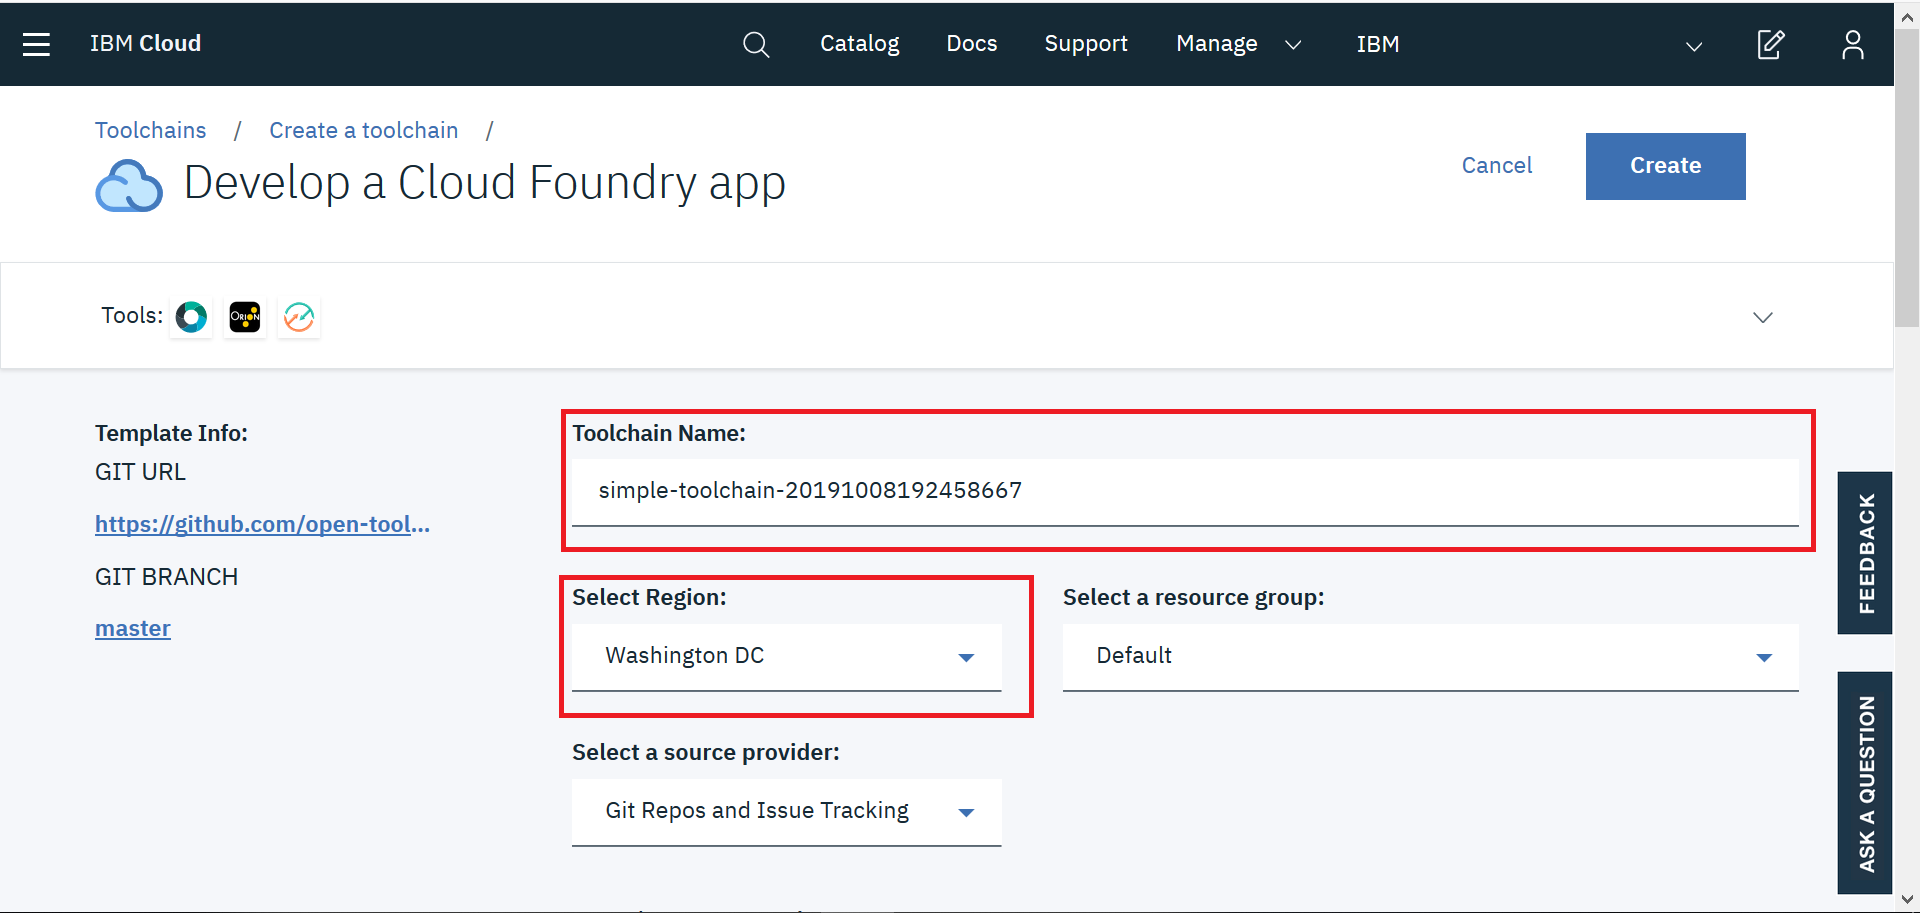 IBM Cloud
Catalog
Docs
Support
Manage
IBM
Toolchains / Create a toolchain /
Develop a Cloud Foundry app
Cancel
Create
Tools:
ORION
Template Info:
GIT URL
https://github.com/open-tool...
GIT BRANCH
master
Toolchain Name:
simple-toolchain-20191008192458667
Select Region:
Washington DC
Select a resource group:
Default
Select a source provider:
Git Repos and Issue Tracking
FEEDBACK
ASK A QUESTION